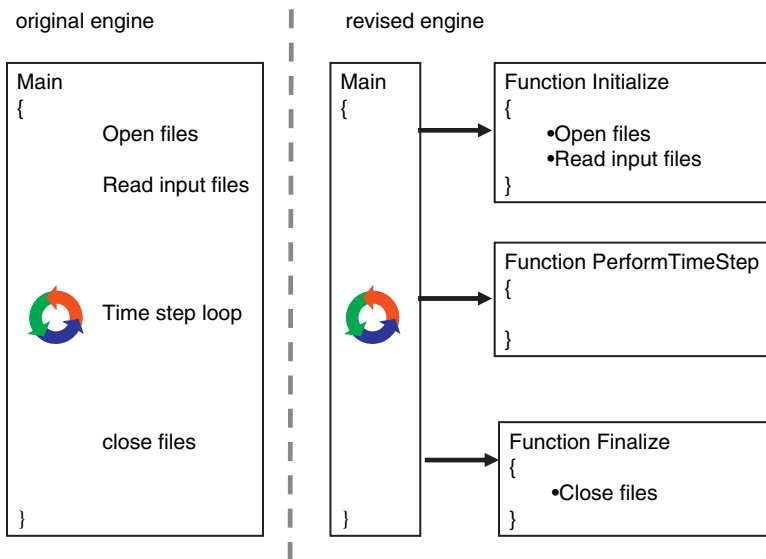 original engine
Main
{
Open files
Read input files
Time step loop
close files
}
revised engine
Main
{
}
Function Initialize
{
•Open files
•Read input files
}
Function PerformTimeStep
{
}
Function Finalize
{
•Close files
}